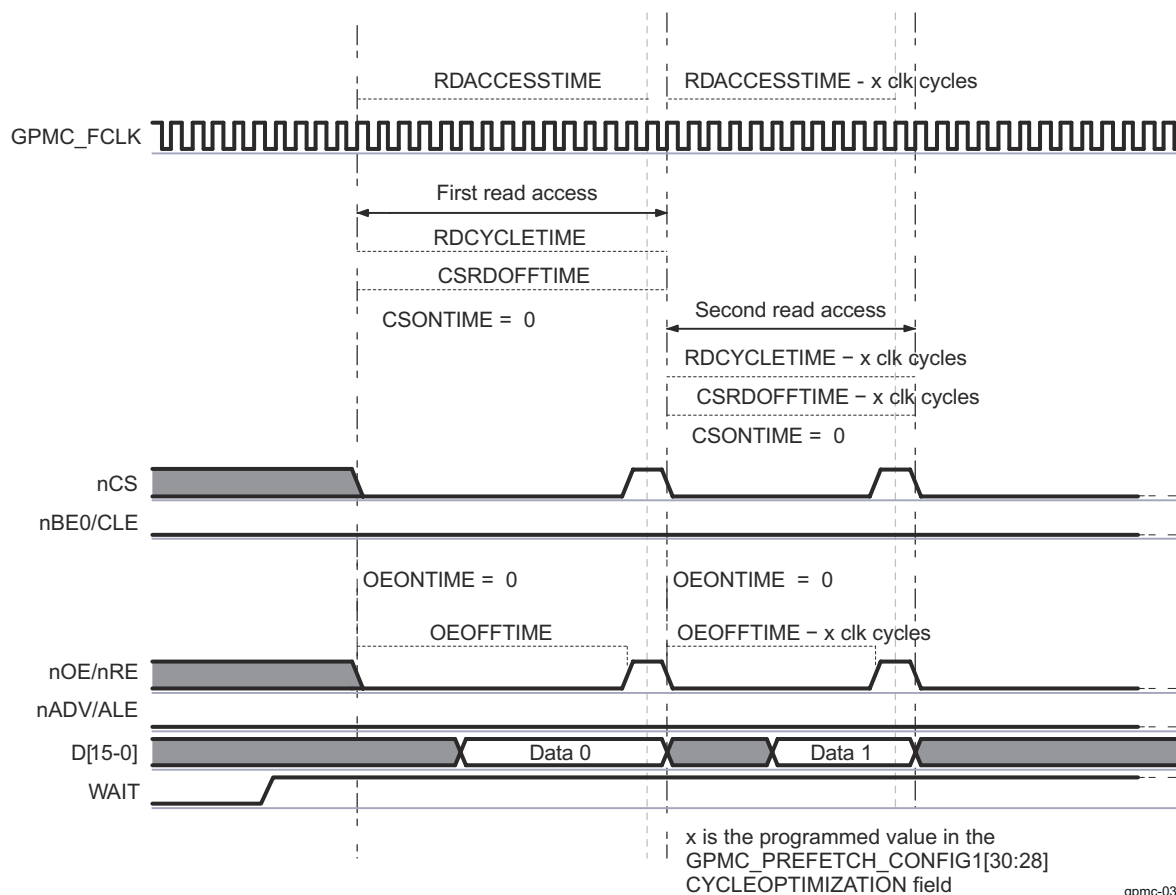 RDACCESSTIME RDACCESSTIME - x clk cycles
GPMC_FCLK
First read access
RDCYCLETIME
CSRDOFFTIME
CSONTIME = 0
Second read access
RDCYCLETIME − x clk cycles
CSRDOFFTIME − x clk cycles
CSONTIME = 0
nCS
nBE0/CLE
OEONTIME = 0 OEONTIME = 0
OEOFFTIME OEOFFTIME − x clk cycles
nOE/nRE
nADV/ALE
D[15-0] Data 0 Data 1
WAIT
x is the programmed value in the
GPMC_PREFETCH_CONFIG1[30:28]
CYCLEOPTIMIZATION field
gpmc-03